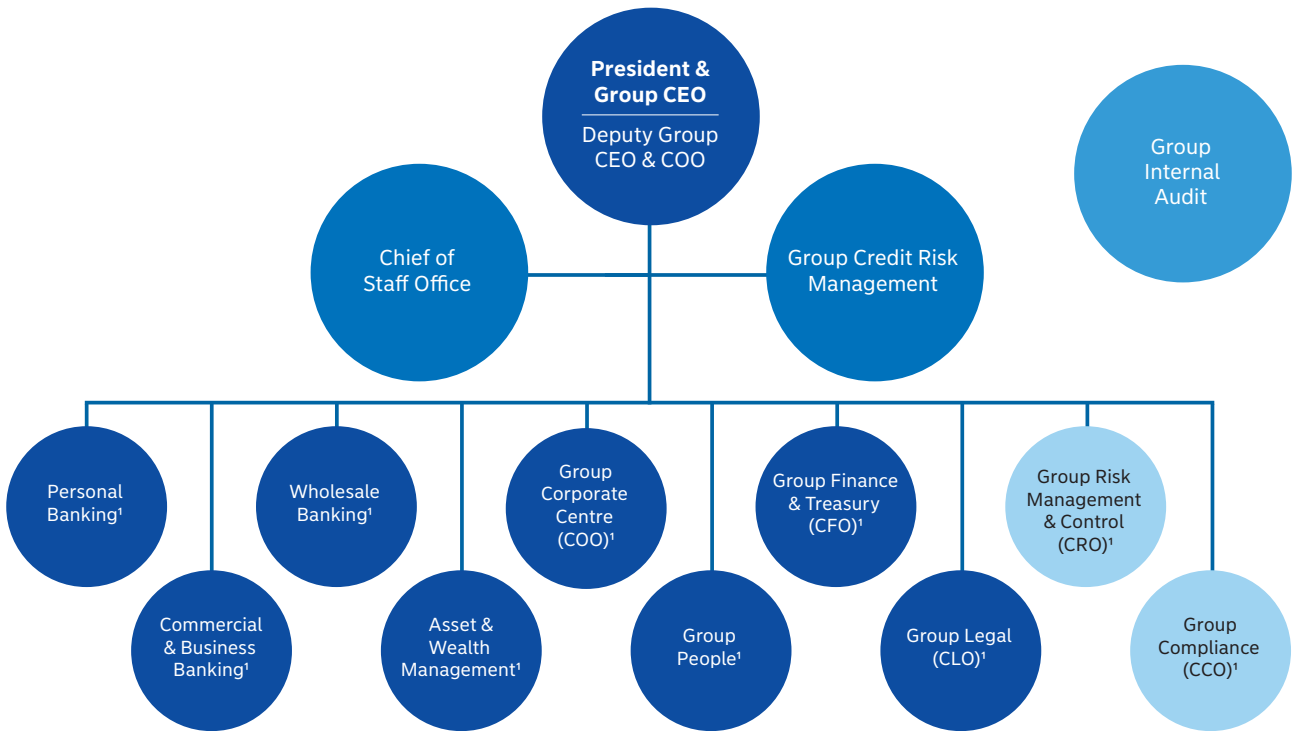 President &
Group CEO
Deputy Group
CEO & COO
Group
Internal
Audit
Chief of
Staff Office
Group Credit Risk
Management
Personal
Banking¹
Commercial
& Business
Banking¹
Wholesale
Banking¹
Asset &
Wealth
Management¹
Group
Corporate
Centre
(COO)¹
Group
People¹
Group Finance
& Treasury
(CFO)¹
Group Legal
(CLO)¹
Group Risk
Management
& Control
(CRO)¹
Group
Compliance
(CCO)¹